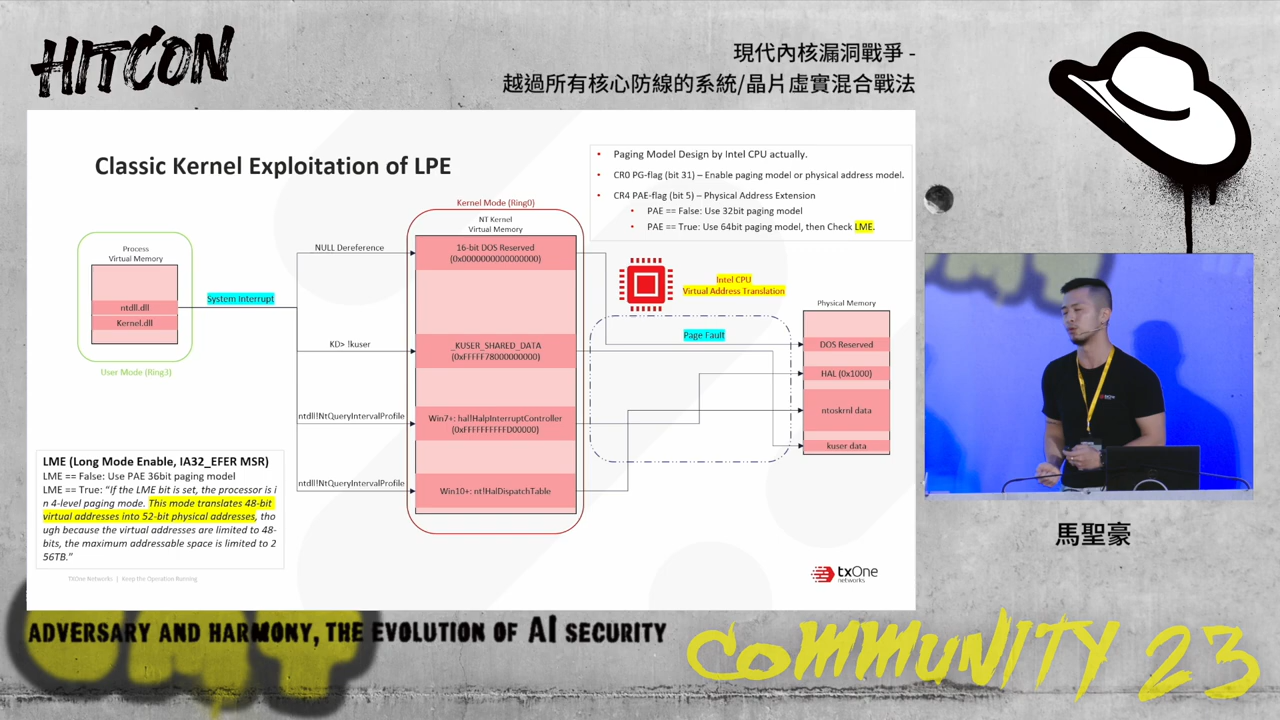 HITCON
現代內核漏洞戰爭 -
越過所有核心防線的系統/晶片虛實混合戰法
Classic Kernel Exploitation of LPE
• Paging Model Design by Intel CPU actually.
• CR0 PG-flag (bit 31) – Enable paging model or physical address model.
• CR4 PAE-flag (bit 5) – Physical Address Extension
• PAE == False: Use 32bit paging model
• PAE == True: Use 64bit paging model, then Check LME.
Kernel Mode (Ring0)
NT Kernel
Virtual Memory
Process
Virtual Memory
ntdll.dll
Kernel.dll
User Mode (Ring3)
System Interrupt
NULL Dereference
KD> !kuser
ntdll!NtQueryIntervalProfile
ntdll!NtQueryIntervalProfile
16-bit DOS Reserved
(0x0000000000000000)
_KUSER_SHARED_DATA
(0xFFFFF78000000000)
Win7+: hal!HalpInterruptController
(0xFFFFFFFFFFD00000)
Win10+: nt!HalDispatchTable
Intel CPU
Virtual Address Translation
Page Fault
Physical Memory
DOS Reserved
HAL (0x1000)
ntoskrnl data
kuser data
LME (Long Mode Enable, IA32_EFER MSR)
LME == False: Use PAE 36bit paging model
LME == True: "If the LME bit is set, the processor is i
n 4-level paging mode. This mode translates 48-bit
virtual addresses into 52-bit physical addresses, tho
ugh because the virtual addresses are limited to 48-
bits, the maximum addressable space is limited to 2
56TB."
TXOne Networks | Keep the Operation Running
txOne
networks
馬聖豪
ADVERSARY AND HARMONY, THE EVOLUTION OF AI SECURITY
COMMUNITY 23